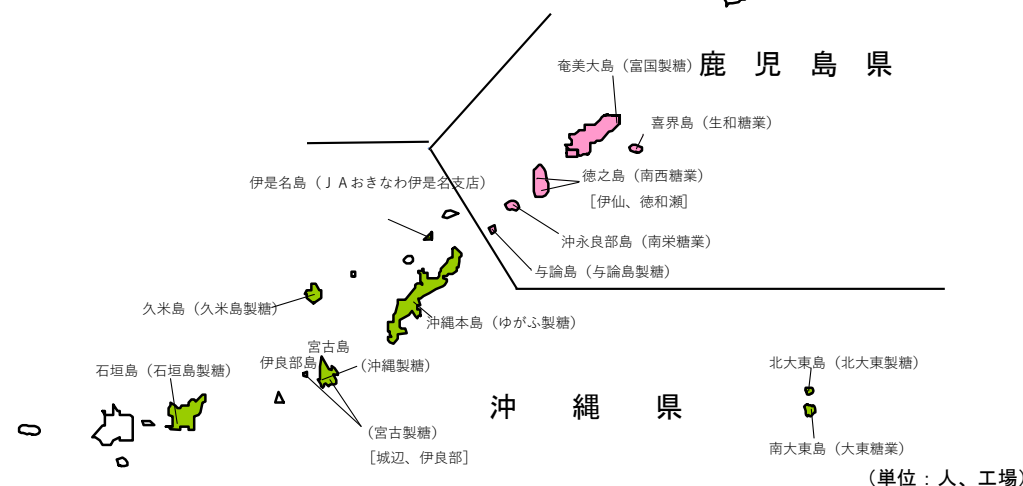 奄美大島（富国製糖）
鹿児島県
喜界島（生和糖業）
徳之島（南西糖業）
［伊仙、徳和瀬］
伊是名島（ＪＡおきなわ伊是名支店）
沖永良部島（南栄糖業）
与論島（与論島製糖）
久米島（久米島製糖）
沖縄本島（ゆがふ製糖）
宮古島
伊良部島
（沖縄製糖）
石垣島（石垣島製糖）
北大東島（北大東製糖）
沖縄県
（宮古製糖）
［城辺、伊良部］
南大東島（大東糖業）
（単位：人、工場）